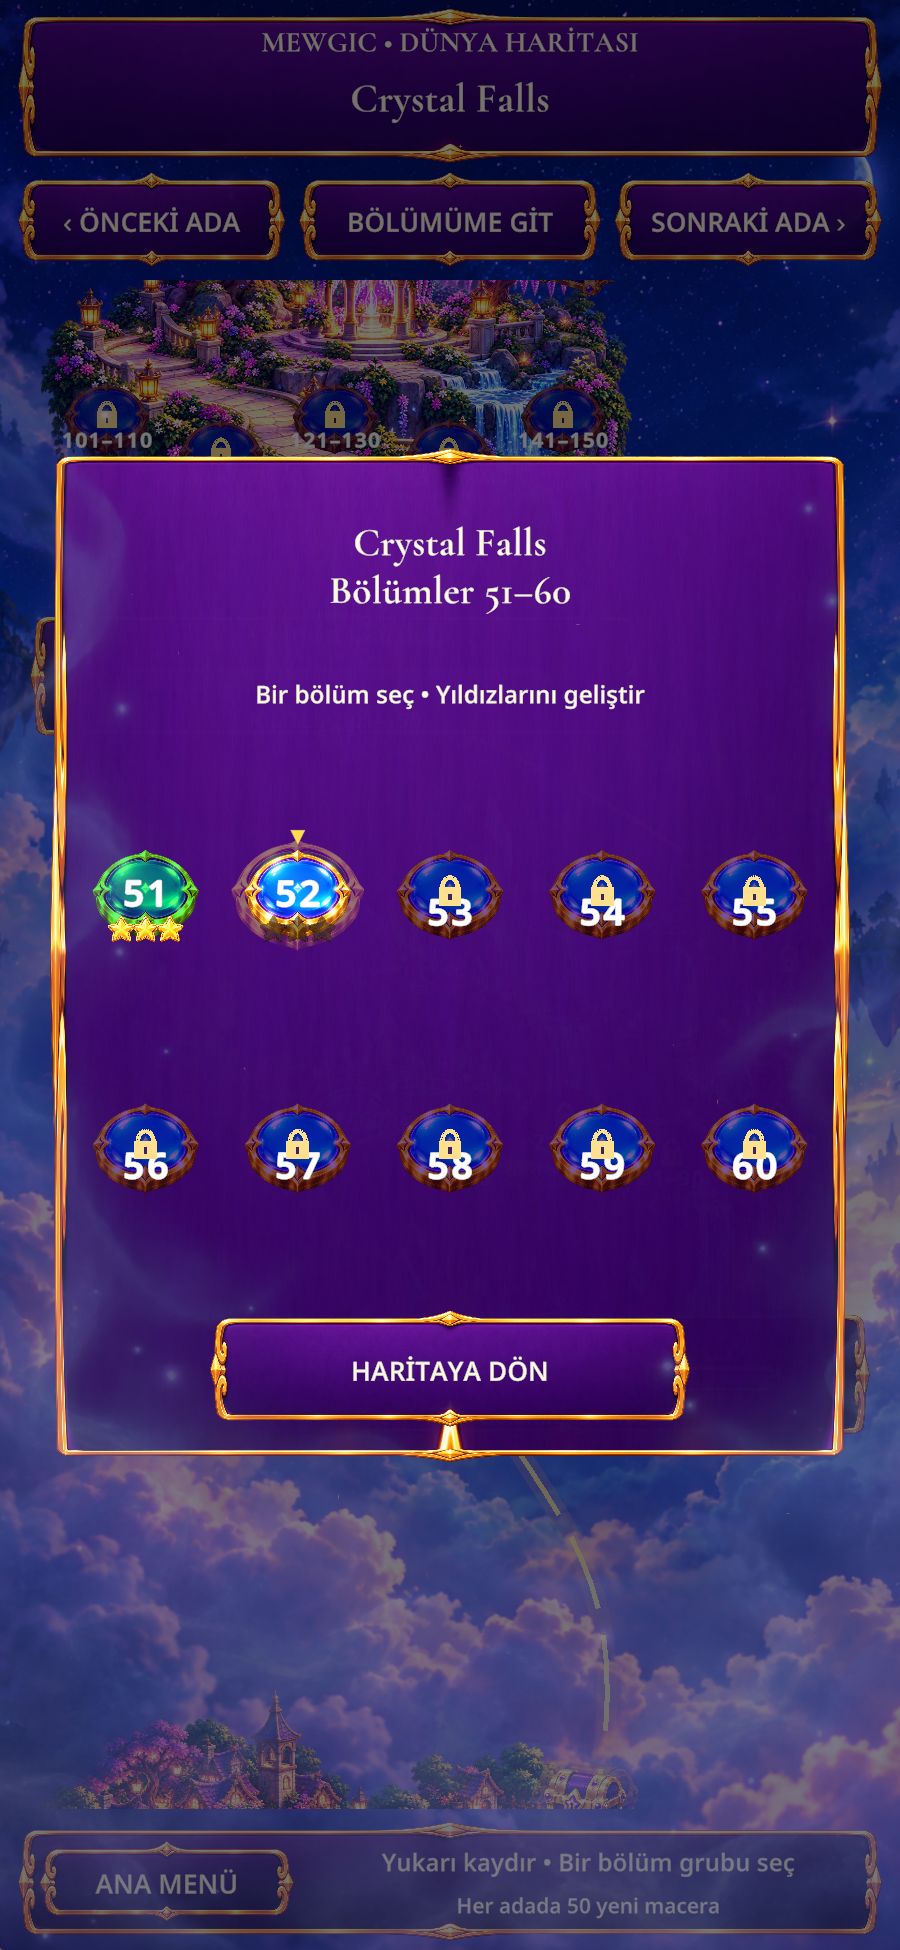 MEWGIC • DÜNYA HARİTASI
Crystal Falls
‹ ÖNCEKİ ADA
BÖLÜMÜME GİT
SONRAKİ ADA ›
101–110
121–130
141–150
Crystal Falls
Bölümler 51–60
Bir bölüm seç • Yıldızlarını geliştir
51
52
53
54
55
56
57
58
59
60
HARİTAYA DÖN
ANA MENÜ
Yukarı kaydır • Bir bölüm grubu seç
Her adada 50 yeni macera